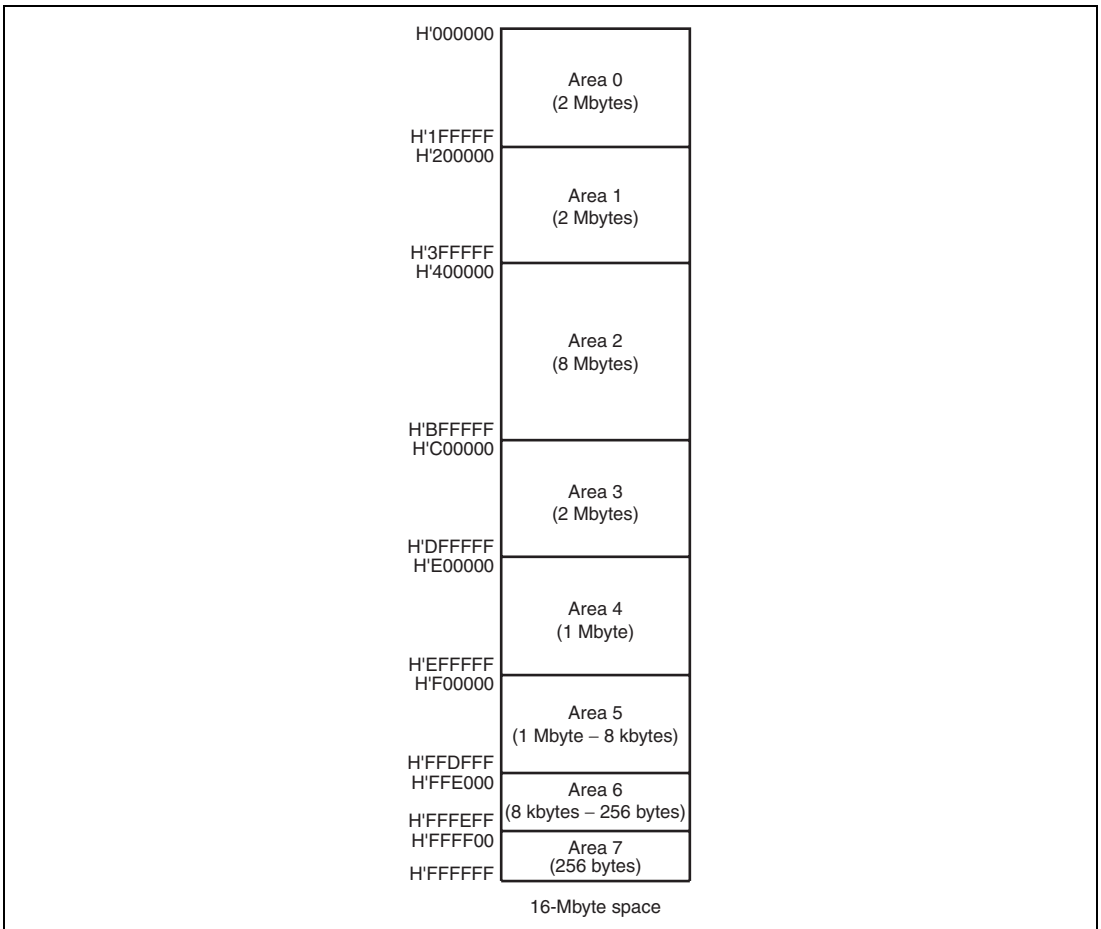 H'000000
Area 0
(2 Mbytes)
H'1FFFFF
H'200000
Area 1
(2 Mbytes)
H'3FFFFF
H'400000
Area 2
(8 Mbytes)
H'BFFFFF
H'C00000
Area 3
(2 Mbytes)
H'DFFFFF
H'E00000
Area 4
(1 Mbyte)
H'EFFFFF
H'F00000
Area 5
(1 Mbyte – 8 kbytes)
H'FFDFFF
H'FFE000
Area 6
(8 kbytes – 256 bytes)
H'FFFEFF
H'FFFF00
Area 7
(256 bytes)
H'FFFFFF
16-Mbyte space